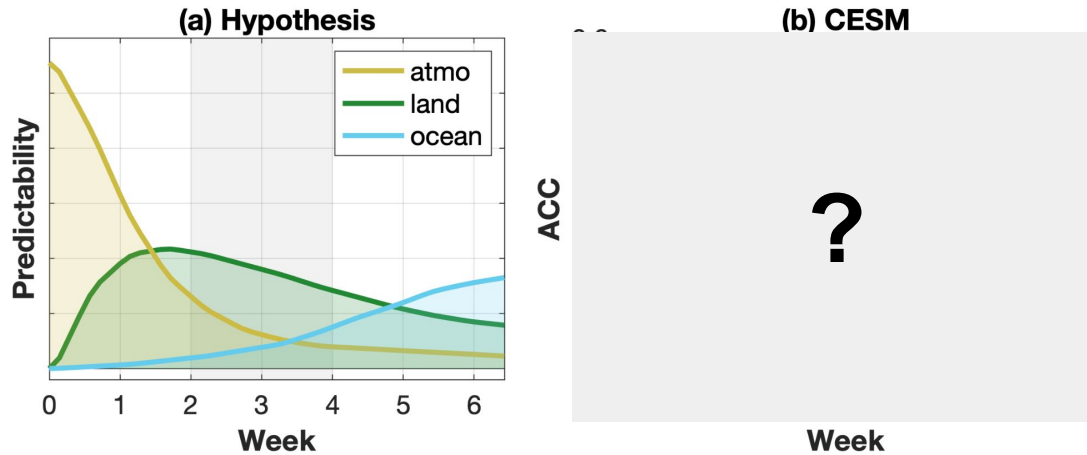 (a) Hypothesis
atmo
land
ocean
Predictability
0 1 2 3 4 5 6
Week
(b) CESM
ACC
?
Week